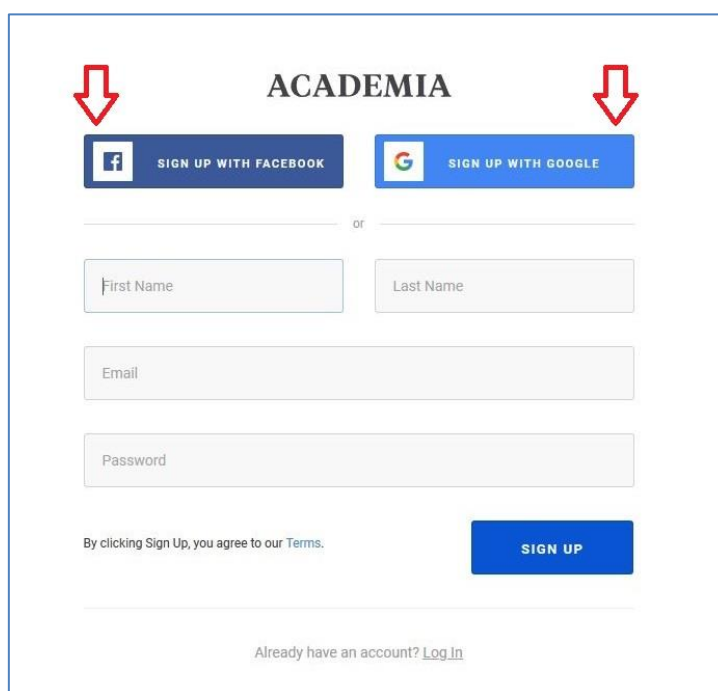 ACADEMIA
SIGN UP WITH FACEBOOK
SIGN UP WITH GOOGLE
or
First Name
Last Name
Email
Password
By clicking Sign Up, you agree to our Terms.
SIGN UP
Already have an account? Log In